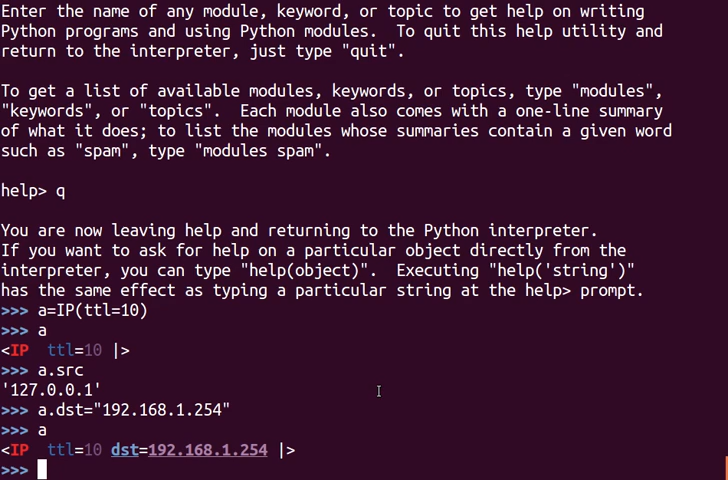 Enter the name of any module, keyword, or topic to get help on writing
Python programs and using Python modules.  To quit this help utility and
return to the interpreter, just type "quit".
To get a list of available modules, keywords, or topics, type "modules",
"keywords", or "topics".  Each module also comes with a one-line summary
of what it does; to list the modules whose summaries contain a given word
such as "spam", type "modules spam".
help> q
You are now leaving help and returning to the Python interpreter.
If you want to ask for help on a particular object directly from the
interpreter, you can type "help(object)".  Executing "help('string')"
has the same effect as typing a particular string at the help> prompt.
>>> a=IP(ttl=10)
>>> a
<IP  ttl=10 |>
>>> a.src
'127.0.0.1'
>>> a.dst="192.168.1.254"
>>> a
<IP  ttl=10 dst=192.168.1.254 |>
>>>